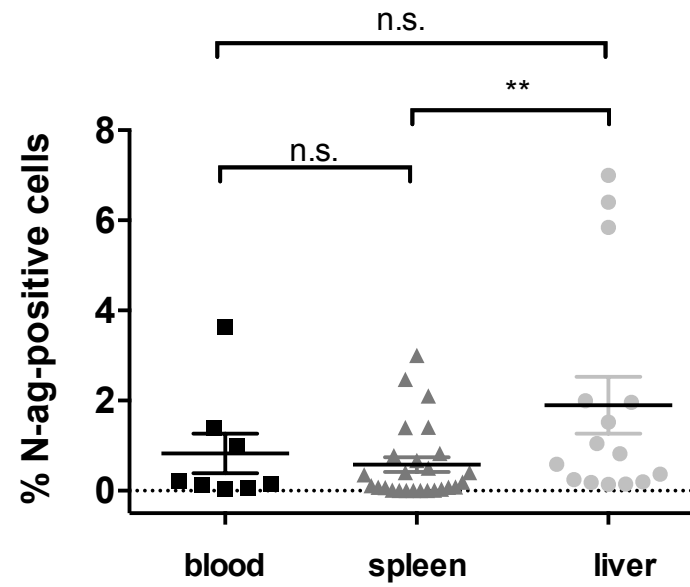 n.s.
**
n.s.
8
6
4
2
0
% N-ag-positive cells
blood spleen liver